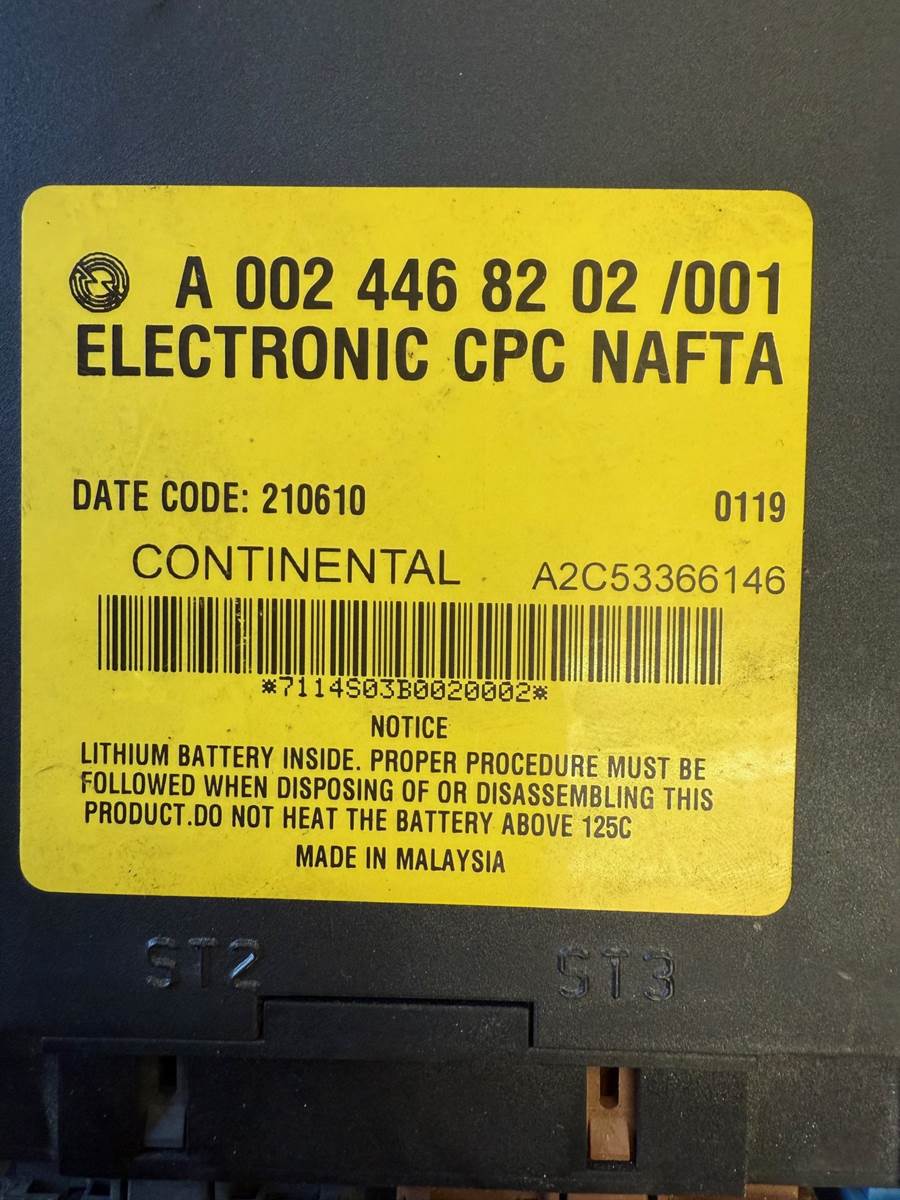 A 002 446 82 02 /001
ELECTRONIC CPC NAFTA
DATE CODE: 210610 0119
CONTINENTAL A2C53366146
*7114S03B0020002*
NOTICE
LITHIUM BATTERY INSIDE. PROPER PROCEDURE MUST BE
FOLLOWED WHEN DISPOSING OF OR DISASSEMBLING THIS
PRODUCT.DO NOT HEAT THE BATTERY ABOVE 125C
MADE IN MALAYSIA
ST2 ST3